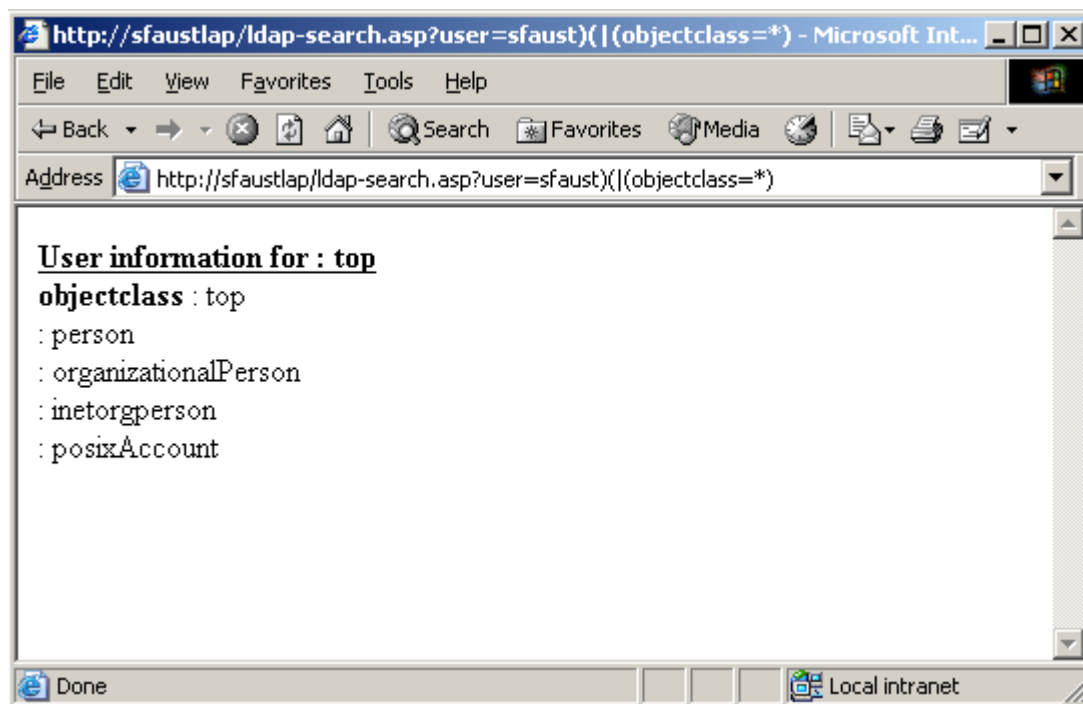 http://sfaustlap/ldap-search.asp?user=sfaust)(|(objectclass=*) - Microsoft Int...
File Edit View Favorites Tools Help
Back Search Favorites Media
Address http://sfaustlap/ldap-search.asp?user=sfaust)(|(objectclass=*)
User information for : top
objectclass : top
: person
: organizationalPerson
: inetorgperson
: posixAccount
Done Local intranet